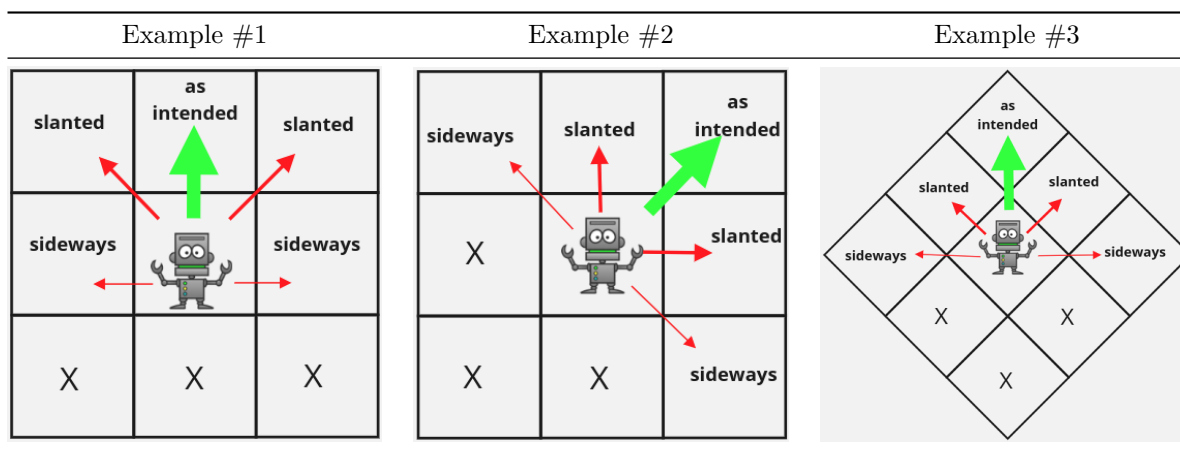 Example #1
Example #2
Example #3
slanted
as
intended
slanted
sideways
sideways
X
X
X
sideways
slanted
as
intended
X
slanted
X
X
sideways
as
intended
slanted
slanted
sideways
sideways
X
X
X